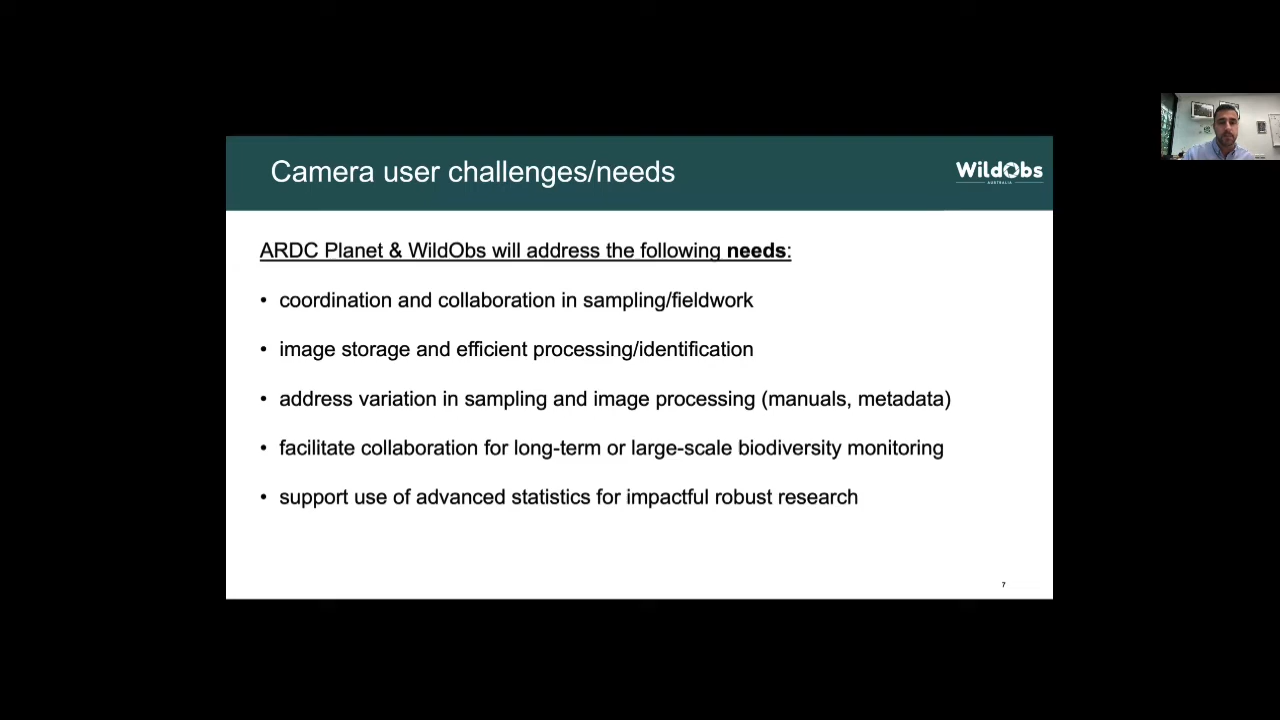 Camera user challenges/needs
WildObs
AUSTRALIA
ARDC Planet & WildObs will address the following needs:
• coordination and collaboration in sampling/fieldwork
• image storage and efficient processing/identification
• address variation in sampling and image processing (manuals, metadata)
• facilitate collaboration for long-term or large-scale biodiversity monitoring
• support use of advanced statistics for impactful robust research
7